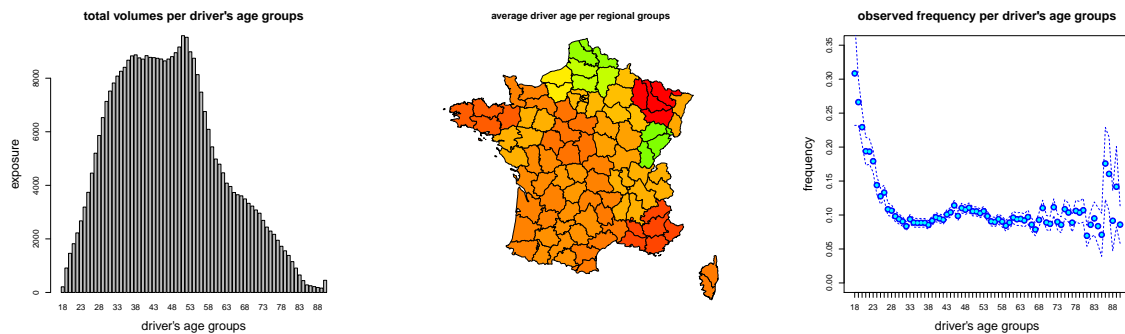 total volumes per driver's age groups
exposure
0 2000 4000 6000 8000
18 23 28 33 38 43 48 53 58 63 68 73 78 83 88
driver's age groups
average driver age per regional groups
observed frequency per driver's age groups
frequency
0.00 0.05 0.10 0.15 0.20 0.25 0.30 0.35
18 23 28 33 38 43 48 53 58 63 68 73 78 83 88
driver's age groups